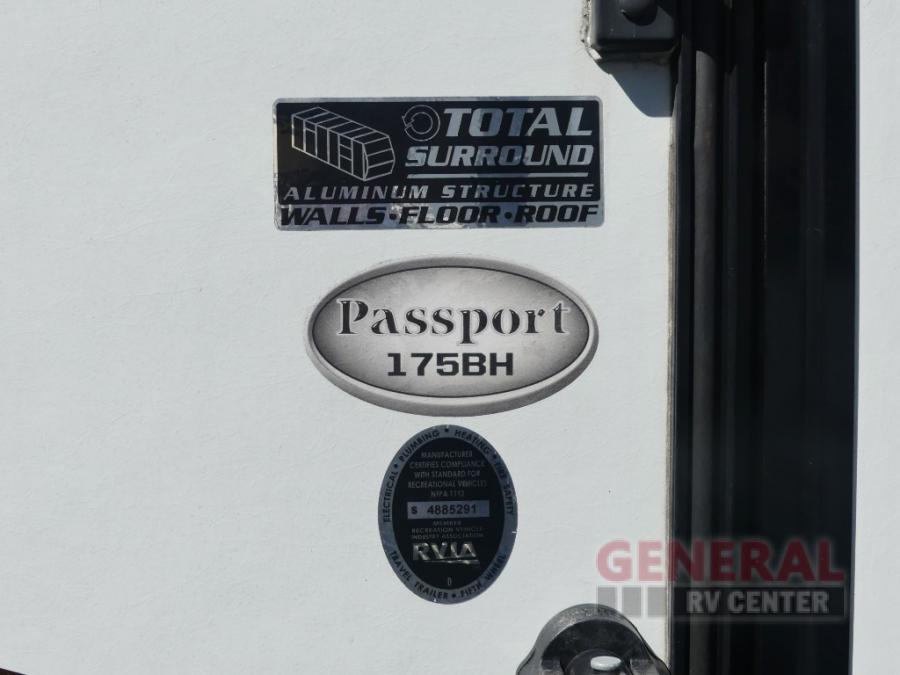 TOTAL
SURROUND
ALUMINUM STRUCTURE
WALLS•FLOOR•ROOF
Passport
175BH
ELECTRICAL • PLUMBING • HEATING • FIRE SAFETY
MANUFACTURER
CERTIFIES COMPLIANCE
WITH STANDARD FOR
RECREATIONAL VEHICLES
NFPA 1192
S 4885291
MEMBER
RECREATION VEHICLE
INDUSTRY ASSOCIATION
RVIA
D
TRAVEL TRAILER • FIFTH WHEEL
GENERAL
RV CENTER